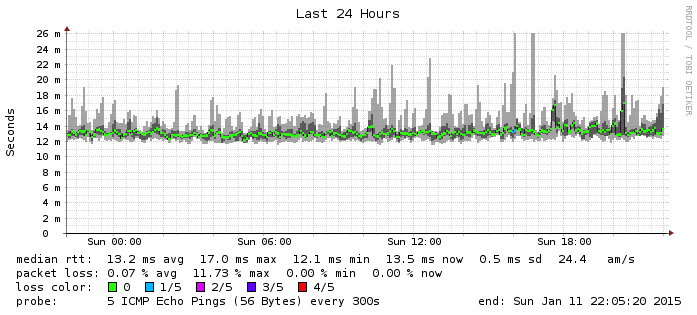 Last 24 Hours
RRDTOOL / TOBI OETIKER
Seconds
26 m
24 m
22 m
20 m
18 m
16 m
14 m
12 m
10 m
8 m
6 m
4 m
2 m
0
Sun 00:00 Sun 06:00 Sun 12:00 Sun 18:00
median rtt: 13.2 ms avg 17.0 ms max 12.1 ms min 13.5 ms now 0.5 ms sd 24.4 am/s
packet loss: 0.07 % avg 11.73 % max 0.00 % min 0.00 % now
loss color: 0 1/5 2/5 3/5 4/5
probe: 5 ICMP Echo Pings (56 Bytes) every 300s end: Sun Jan 11 22:05:20 2015